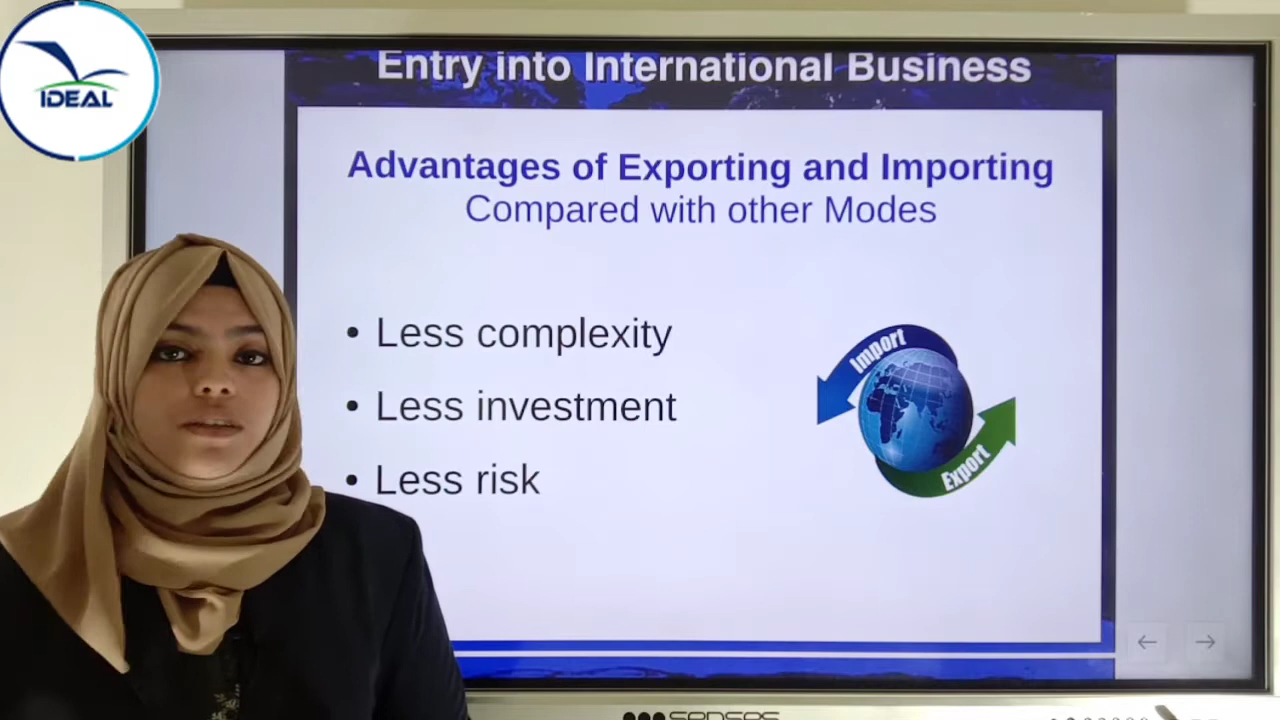 IDEAL
Entry into International Business
Advantages of Exporting and Importing
Compared with other Modes
• Less complexity
• Less investment
• Less risk
Import
Export